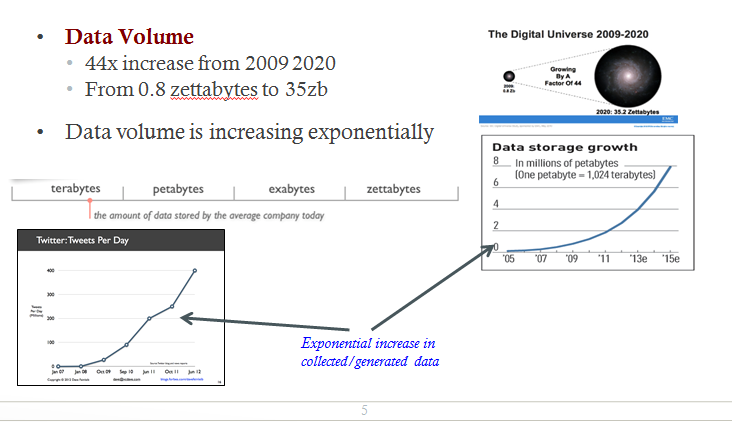 Data Volume
44x increase from 2009 2020
From 0.8 zettabytes to 35zb
Data volume is increasing exponentially
The Digital Universe 2009-2020
Growing
By A
Factor Of 44
2009:
0.8 Zb
2020: 35.2 Zettabytes
EMC
terabytes petabytes exabytes zettabytes
the amount of data stored by the average company today
Data storage growth
In millions of petabytes
(One petabyte = 1,024 terabytes)
8
6
4
2
0
'05 '07 '09 '11 '13e '15e
Twitter: Tweets Per Day
400
300
200
100
0
Tweets
Per Day
(Millions)
Jan 07 Jan 08 Oct 09 Sep 10 Jun 11 Oct 11 Jun 12
Exponential increase in
collected/generated data
5